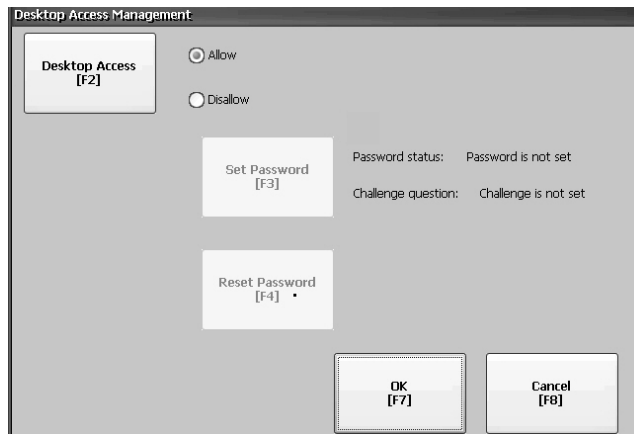 Desktop Access Management
Desktop Access
[F2]
Allow
Disallow
Set Password
[F3]
Password status: Password is not set
Challenge question: Challenge is not set
Reset Password
[F4]
OK
[F7]
Cancel
[F8]